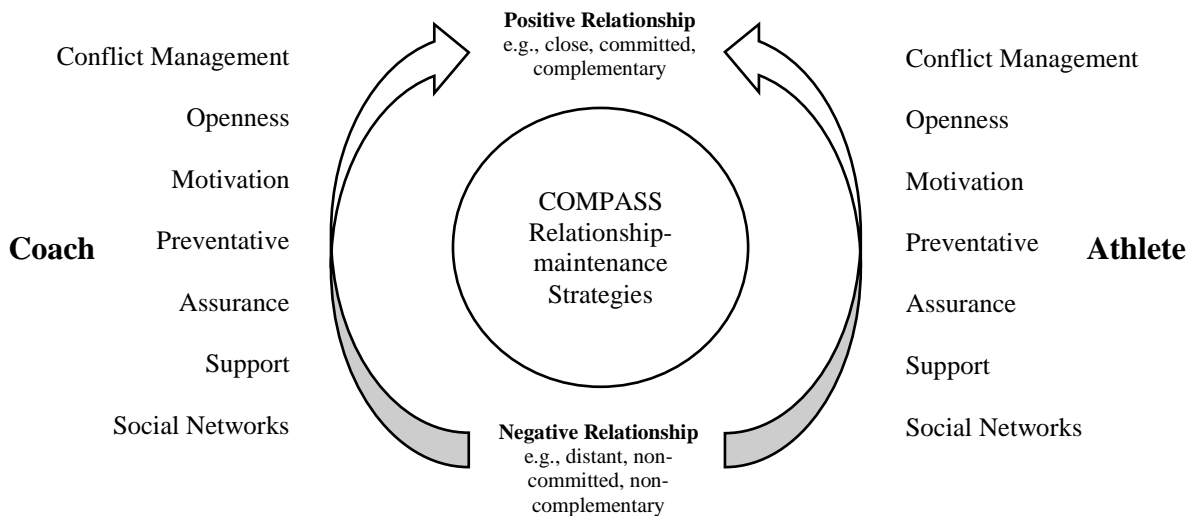 Positive Relationship
e.g., close, committed,
complementary
Coach
Conflict Management
Openness
Motivation
Preventative
Assurance
Support
Social Networks
COMPASS
Relationship-
maintenance
Strategies
Conflict Management
Openness
Motivation
Preventative
Assurance
Support
Social Networks
Athlete
Negative Relationship
e.g., distant, non-
committed, non-
complementary